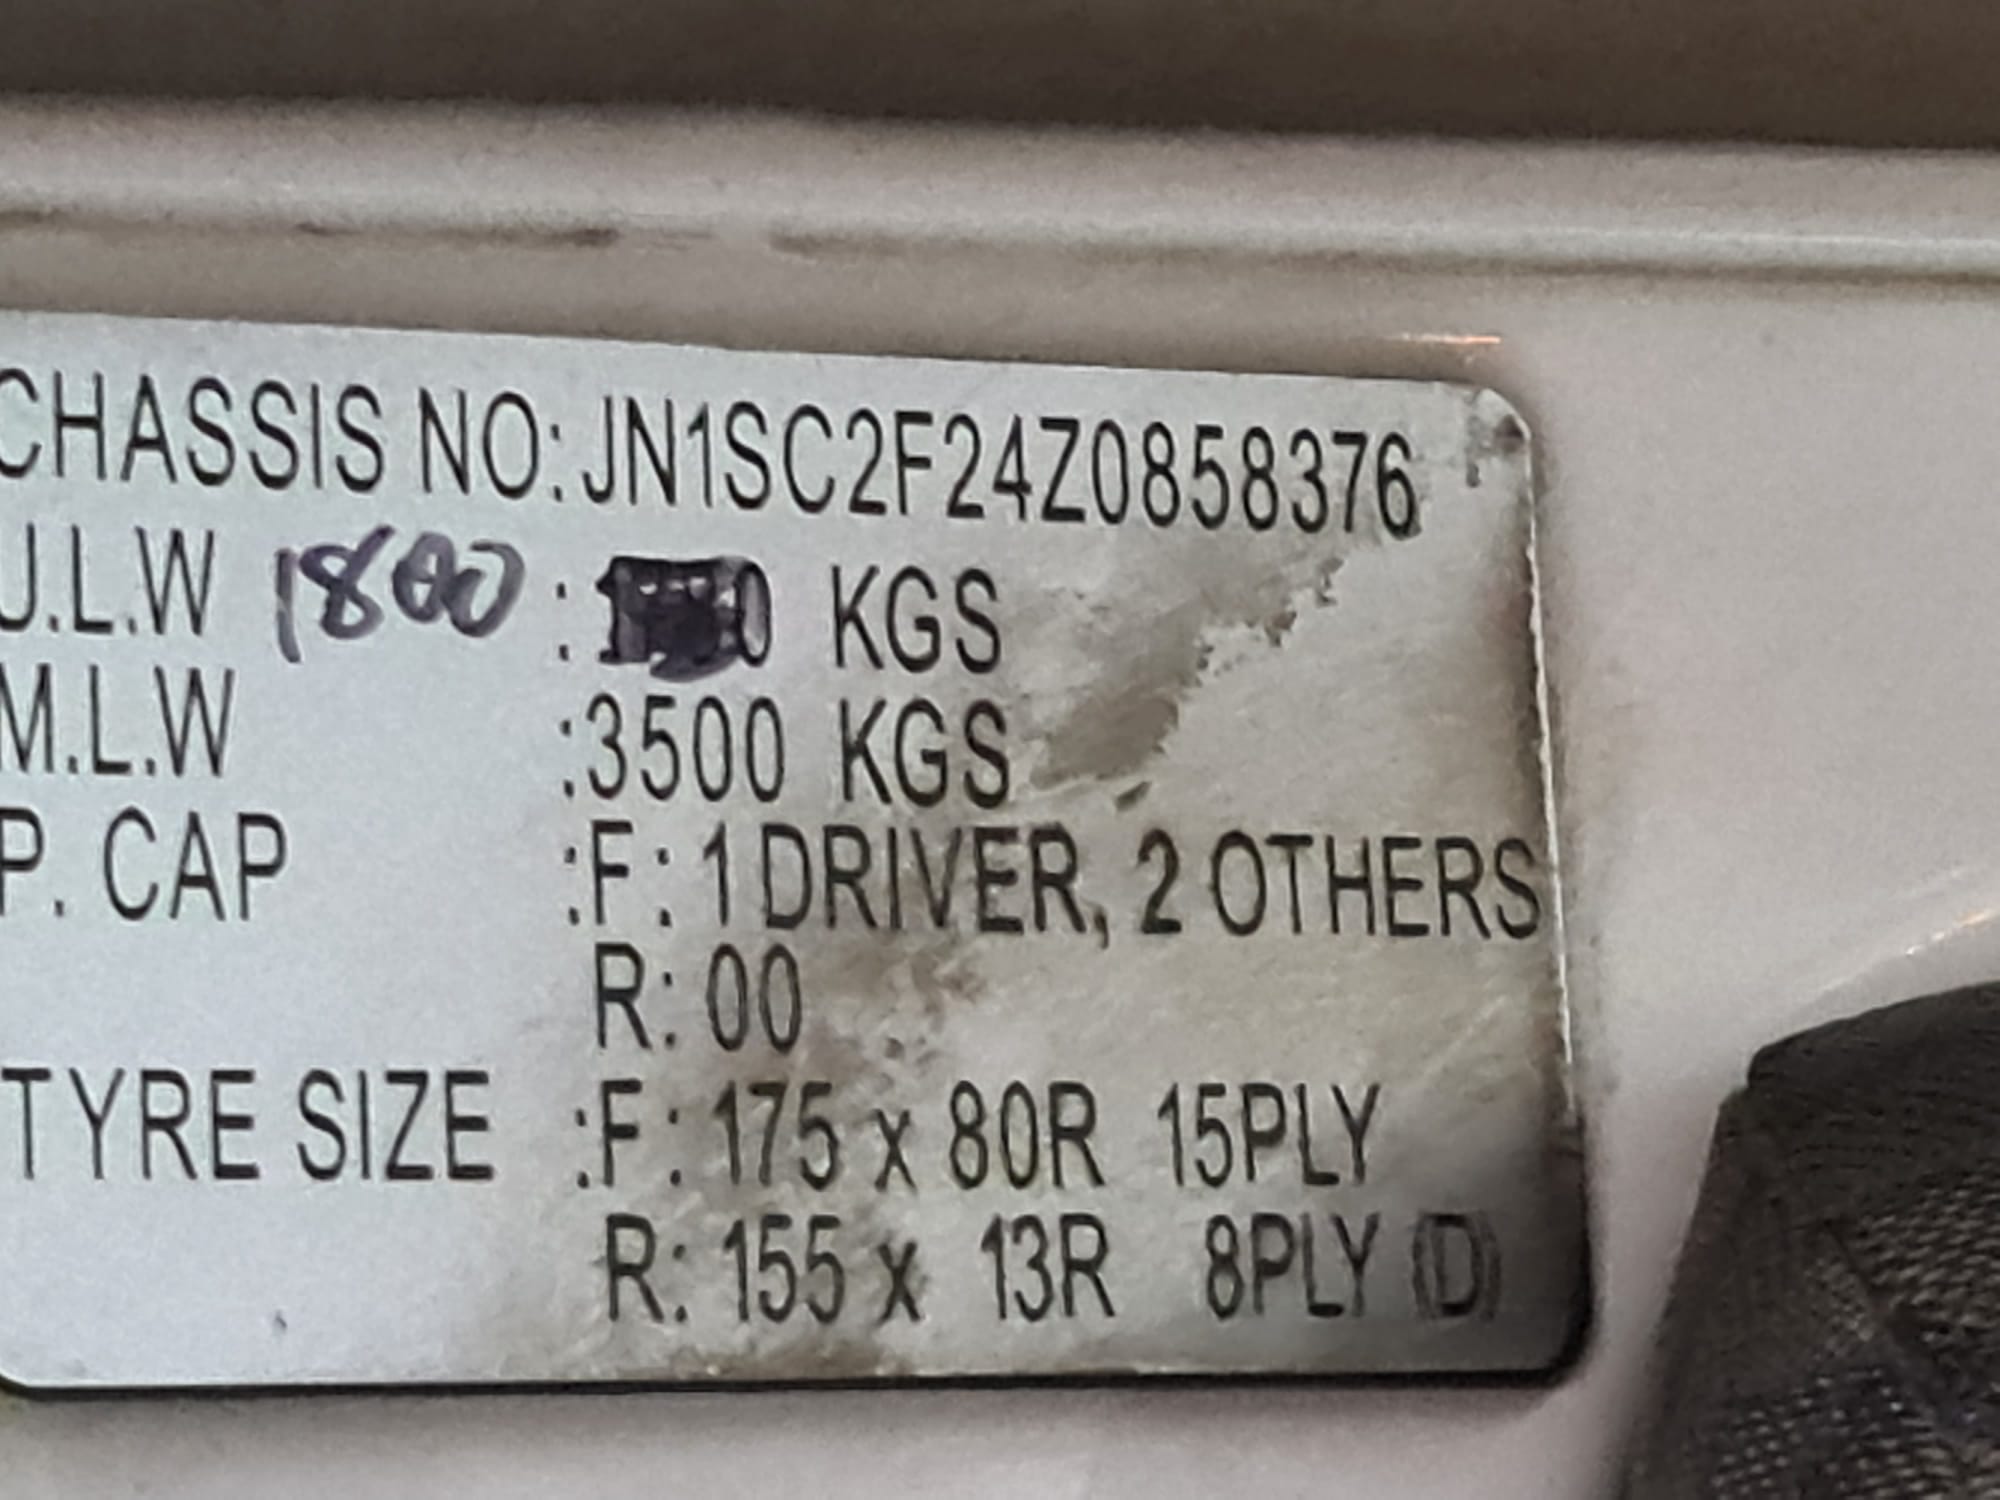 CHASSIS NO: JN1SC2F24Z0858376
U.L.W 1800 : 0 KGS
M.L.W :3500 KGS
P. CAP :F: 1 DRIVER, 2 OTHERS
R: 00
TYRE SIZE :F: 175 x 80R 15PLY
R: 155 x 13R 8PLY (D)